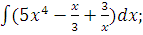 ∫(5x⁴ − x/3 + 3/x)dx;